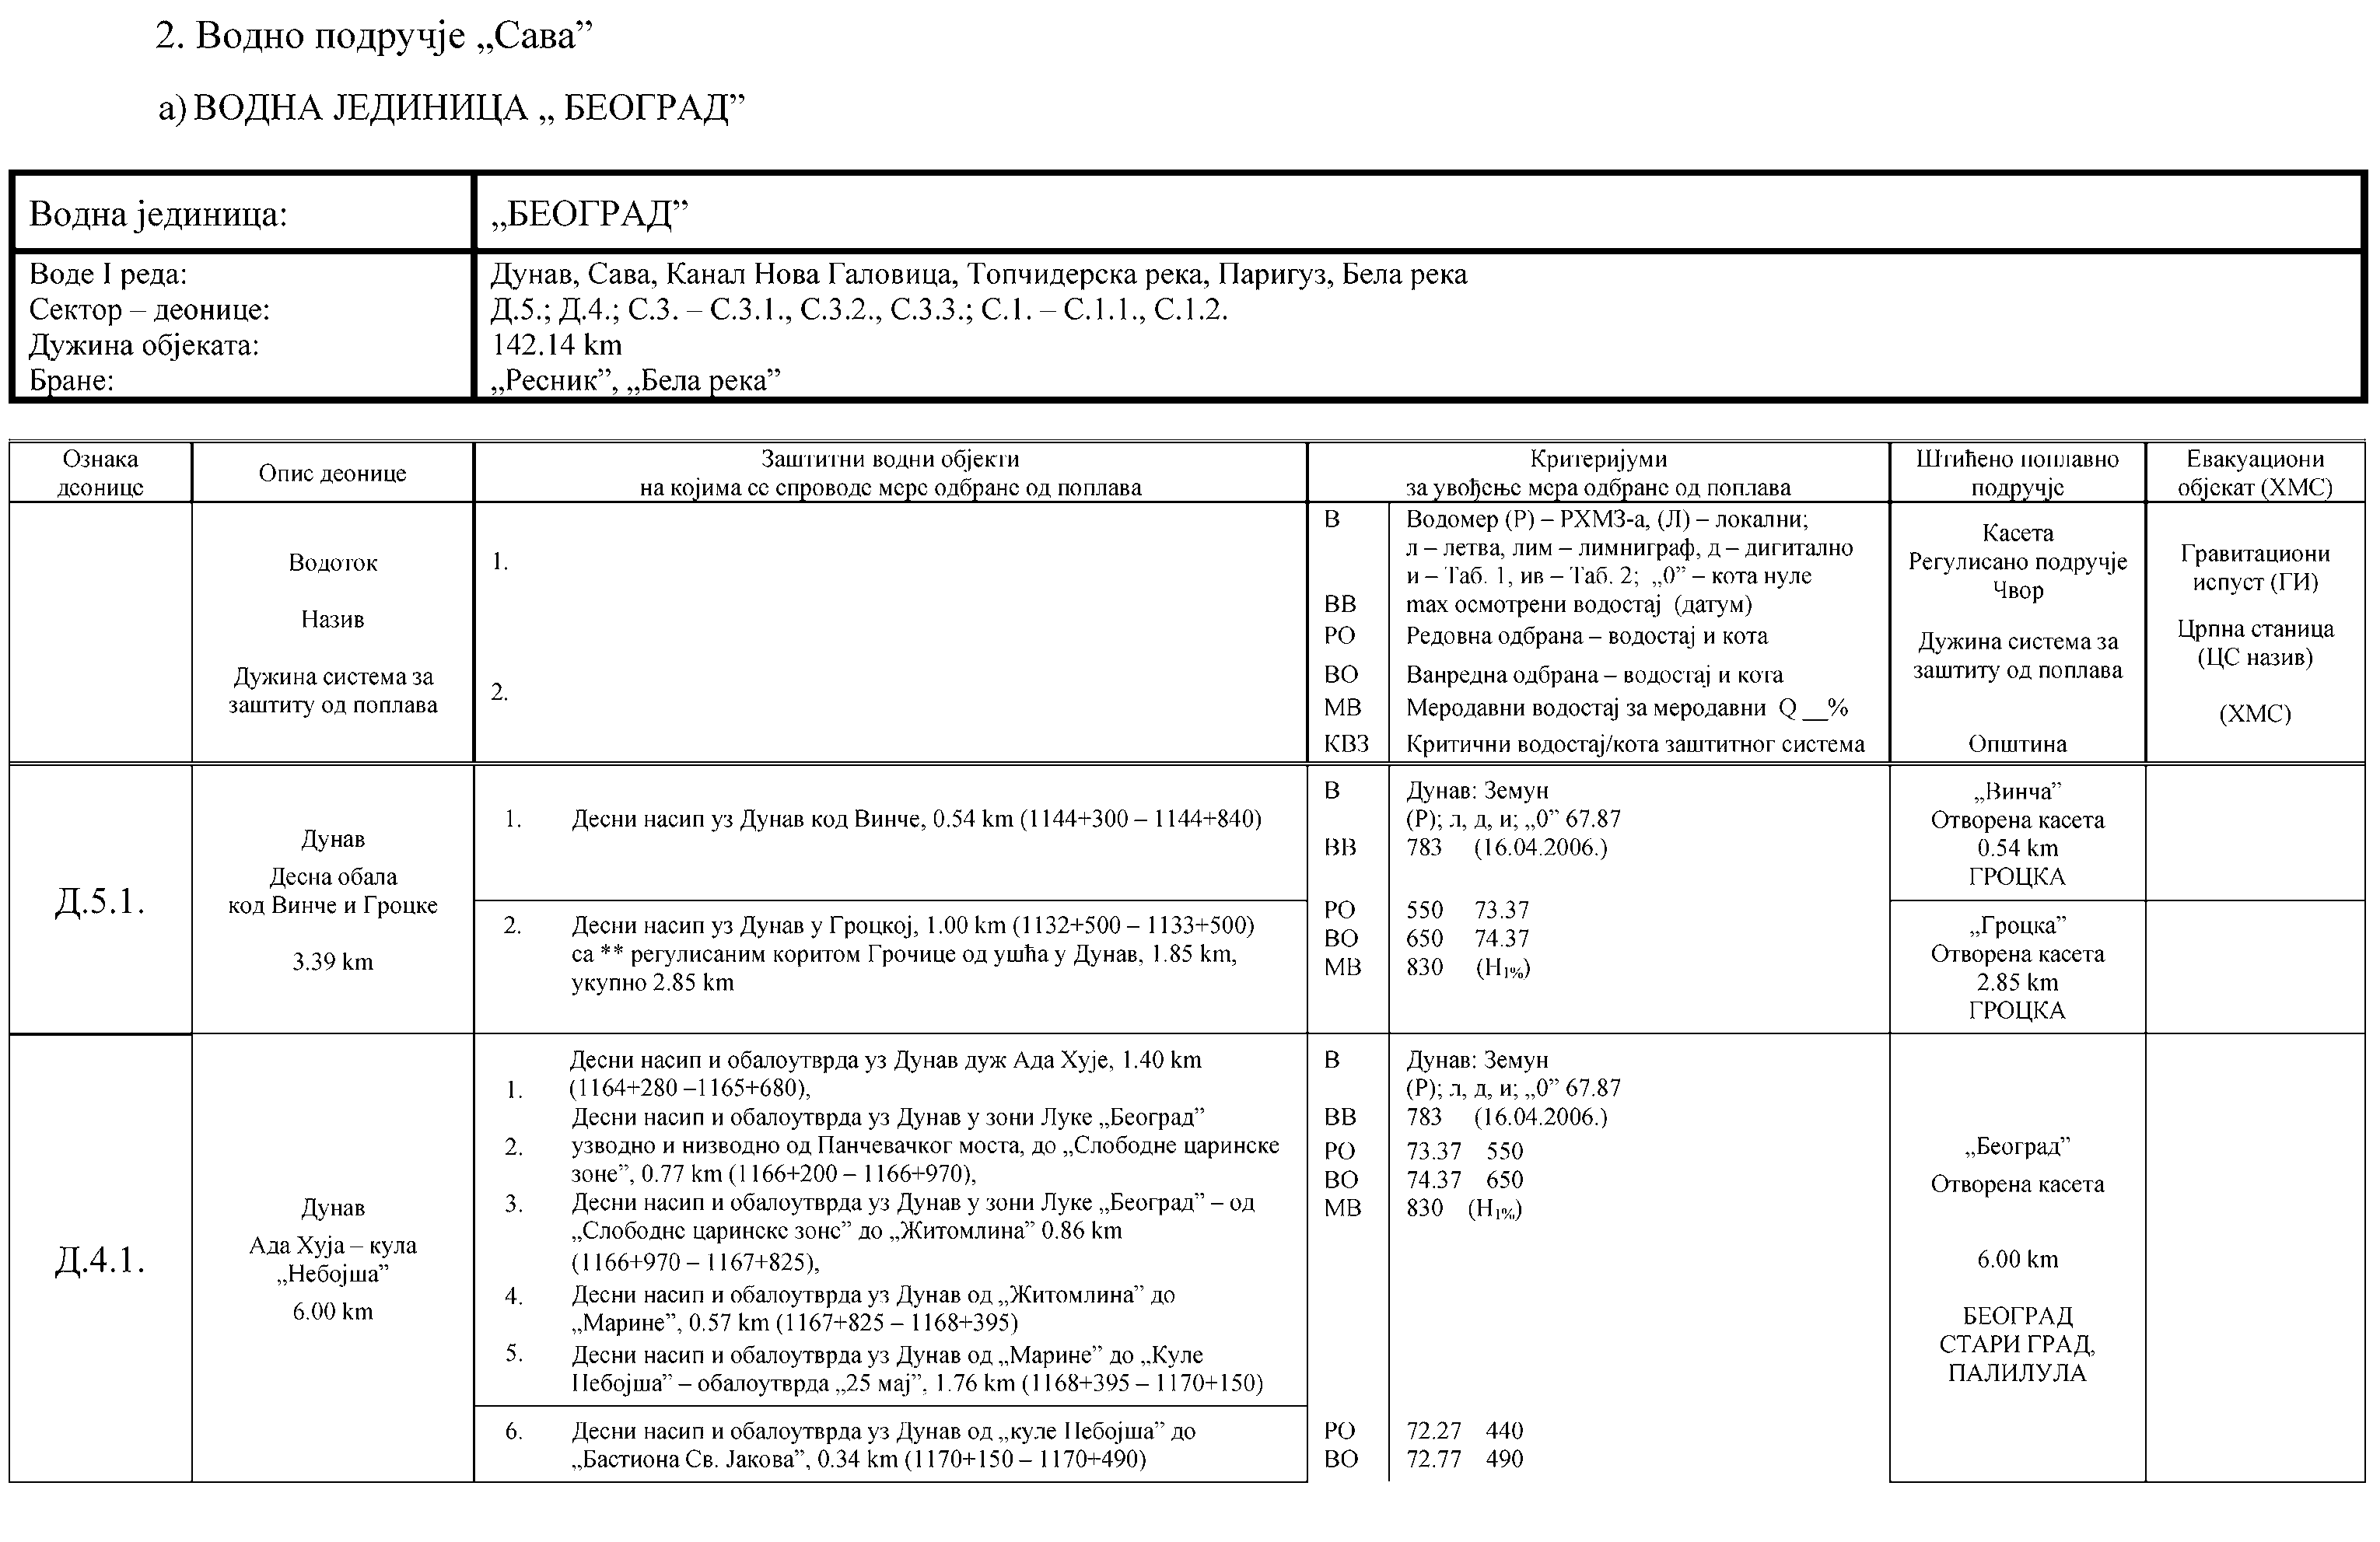 2. Водно подручје „Сава”
а) ВОДНА ЈЕДИНИЦА „ БЕОГРАД”
Водна јединица:
„БЕОГРАД”
Воде I реда:
Дунав, Сава, Канал Нова Галовица, Топчидерска река, Паригуз, Бела река
Сектор – деонице:
Д.5.; Д.4.; С.3. – С.3.1., С.3.2., С.3.3.; С.1. – С.1.1., С.1.2.
Дужина објеката:
142.14 km
Бране:
„Ресник”, „Бела река”
Ознака
деонице
Опис деонице
Заштитни водни објекти
на којима се спроводе мере одбране од поплава
Критеријуми
за увођење мера одбране од поплава
Штићено поплавно
подручје
Евакуациони
објекат (ХМС)
Водоток
Назив
Дужина система за
заштиту од поплава
1.
2.
В
Водомер (Р) – РХМЗ-а, (Л) – локални;
л – летва, лим – лимниграф, д – дигитално
и – Таб. 1, ив – Таб. 2; „0” – кота нуле
ВВ
max осмотрени водостај (датум)
РО
Редовна одбрана – водостај и кота
ВО
Ванредна одбрана – водостај и кота
МВ
Меродавни водостај за меродавни Q __%
КВЗ
Критични водостај/кота заштитног система
Касета
Регулисано подручје
Чвор
Дужина система за
заштиту од поплава
Општина
Гравитациони
испуст (ГИ)
Црпна станица
(ЦС назив)
(ХМС)
Д.5.1.
Дунав
Десна обала
код Винче и Гроцке
3.39 km
1.
Десни насип уз Дунав код Винче, 0.54 km (1144+300 – 1144+840)
2.
Десни насип уз Дунав у Гроцкој, 1.00 km (1132+500 – 1133+500)
са ** регулисаним коритом Грочице од ушћа у Дунав, 1.85 km,
укупно 2.85 km
В
Дунав: Земун
(Р); л, д, и; „0” 67.87
ВВ
783 (16.04.2006.)
РО
550 73.37
ВО
650 74.37
МВ
830 (H1%)
„Винча”
Отворена касета
0.54 km
ГРОЦКА
„Гроцка”
Отворена касета
2.85 km
ГРОЦКА
Д.4.1.
Дунав
Ада Хуја – кула
„Небојша”
6.00 km
Десни насип и обалоутврда уз Дунав дуж Ада Хује, 1.40 km
1. (1164+280 –1165+680),
Десни насип и обалоутврда уз Дунав у зони Луке „Београд”
2. узводно и низводно од Панчевачког моста, до „Слободне царинске
зоне”, 0.77 km (1166+200 – 1166+970),
3. Десни насип и обалоутврда уз Дунав у зони Луке „Београд” – од
„Слободне царинске зоне” до „Житомлина” 0.86 km
(1166+970 – 1167+825),
4. Десни насип и обалоутврда уз Дунав од „Житомлина” до
„Марине”, 0.57 km (1167+825 – 1168+395)
5. Десни насип и обалоутврда уз Дунав од „Марине” до „Куле
Небојша” – обалоутврда „25 мај”, 1.76 km (1168+395 – 1170+150)
6. Десни насип и обалоутврда уз Дунав од „куле Небојша” до
„Бастиона Св. Јакова”, 0.34 km (1170+150 – 1170+490)
В
Дунав: Земун
(Р); л, д, и; „0” 67.87
ВВ
783 (16.04.2006.)
РО
73.37 550
ВО
74.37 650
МВ
830 (H1%)
РО
72.27 440
ВО
72.77 490
„Београд”
Отворена касета
6.00 km
БЕОГРАД
СТАРИ ГРАД,
ПАЛИЛУЛА